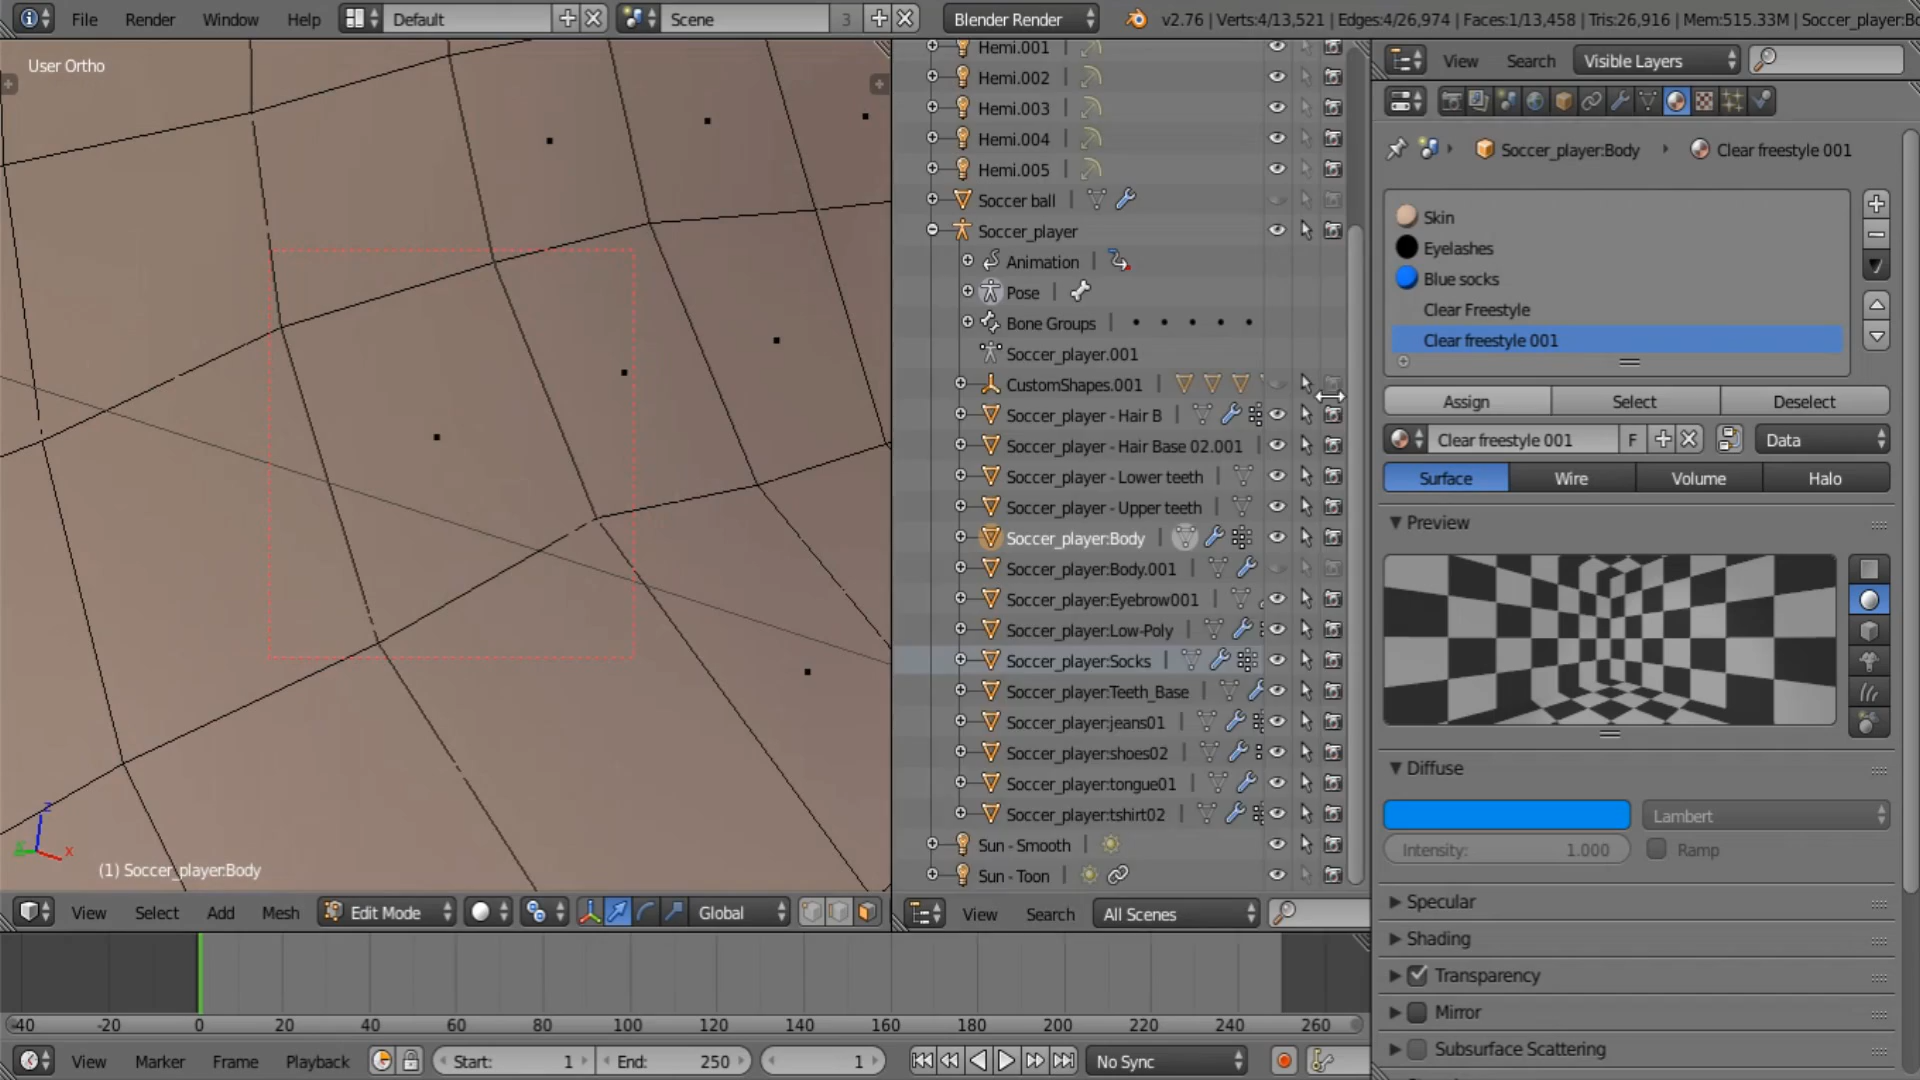 File Render Window Help Default Scene 3 Blender Render v2.76 | Verts:4/13,521 | Edges:4/26,974 | Faces:1/13,458 | Tris:26,916 | Mem:515.33M |
User Ortho
(1) Soccer_player:Body
View Select Add Mesh Edit Mode Global
Hemi.001
Hemi.002
Hemi.003
Hemi.004
Hemi.005
Soccer ball
Soccer_player
Animation
Pose
Bone Groups
Soccer_player.001
CustomShapes.001
Soccer_player - Hair B
Soccer_player - Hair Base 02.001
Soccer_player - Lower teeth
Soccer_player - Upper teeth
Soccer_player:Body
Soccer_player:Body.001
Soccer_player:Eyebrow001
Soccer_player:Low-Poly
Soccer_player:Socks
Soccer_player:Teeth_Base
Soccer_player:jeans01
Soccer_player:shoes02
Soccer_player:tongue01
Soccer_player:tshirt02
Sun - Smooth
Sun - Toon
View Search All Scenes
View Search Visible Layers
Soccer_player:Body Clear freestyle 001
Skin
Eyelashes
Blue socks
Clear Freestyle
Clear freestyle 001
Assign Select Deselect
Clear freestyle 001 F Data
Surface Wire Volume Halo
Preview
Diffuse
Lambert
Intensity: 1.000 Ramp
Specular
Shading
Transparency
Mirror
Subsurface Scattering
-40 -20 0 20 40 60 80 100 120 140 160 180 200 220 240 260
View Marker Frame Playback Start: 1 End: 250 1 No Sync
x
z